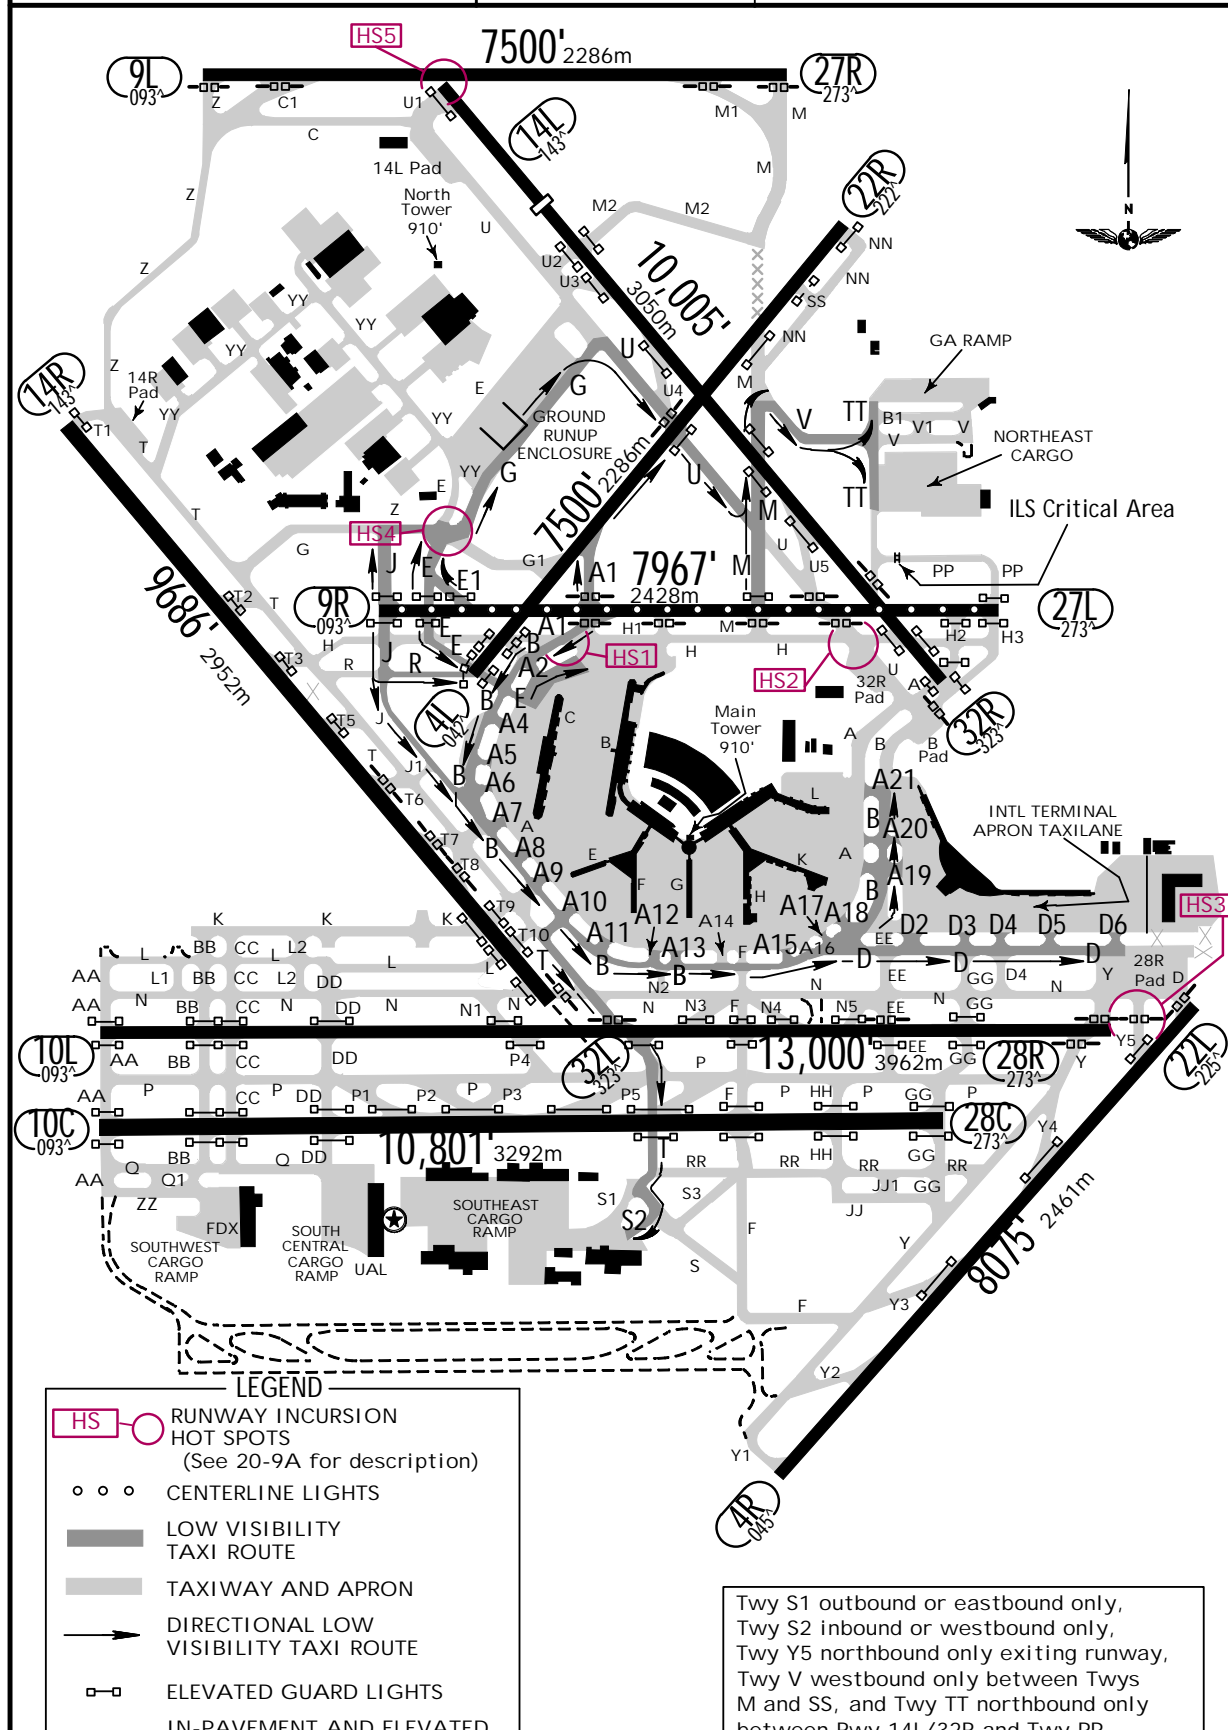 HS5
7500' 2286m
9L
093^
27R
273^
Z
C1
U1
M1
M
C
14L
143^
14L Pad
North
Tower
910'
M
22R
222^
Z
U
M2
M2
NN
U2
U3
10,005'
3050m
NN
Z
YY
SS
YY
YY
U
NN
GA RAMP
14R
143^
14R
Pad
Z
YY
E
G
U4
M
V
TT
B1
V1
V
V
T1
T
YY
GROUND
RUNUP
ENCLOSURE
NORTHEAST
CARGO
J
YY
G
7500' 2286m
U
TT
E
M
ILS Critical Area
T
Z
HS4
G
G1
U
U5
H
PP
PP
9686'
2952m
J
E
E1
A1
7967'
2428m
M
T2
T
9R
093^
27L
273^
E
A1
H1
M
H2
H3
H
R
J
R
E
B
A2
HS1
H
H
HS2
U
T3
32R
Pad
A
32R
323^
4L
042^
B
E
C
B
Main
Tower
910'
A
B
B
Pad
T5
J
A4
T
J1
A5
B
A6
L
A21
T6
A7
A
B
A20
INTL TERMINAL
APRON TAXILANE
T7
B
A8
E
K
A
T8
A9
F
G
H
B
A19
HS3
T9
A10
A12
A14
A17
A18
K
K
K
T10
A11
A13
A15
A16
EE
D2
D3
D4
D5
D6
BB
CC
L2
L
L
L
L
T
B
B
F
D
D
D
28R
Pad
D
AA
L1
BB
CC
L2
DD
N2
N
EE
GG
D4
N
Y
AA
N
BB
CC
N
DD
N
N1
N
N
N3
F
N4
N5
EE
N
GG
10L
093^
AA
BB
CC
DD
P4
32L
323^
P
13,000' 3962m
EE
GG
28R
273^
Y
Y5
22L
225^
AA
P
CC
P
DD
P1
P2
P
P3
P5
F
P
HH
P
GG
P
10C
093^
10,801' 3292m
T
28C
273^
Y4
AA
Q
BB
Q
DD
RR
RR
HH
RR
GG
RR
Q1
ZZ
S1
S3
JJ1
GG
JJ
2461m
8075'
FDX
SOUTHWEST
CARGO
RAMP
SOUTH
CENTRAL
CARGO
RAMP
UAL
SOUTHEAST
CARGO
RAMP
S2
S
F
Y
F
Y3
Y2
Y1
4R
045^
LEGEND
HS RUNWAY INCURSION
HOT SPOTS
(See 20-9A for description)
CENTERLINE LIGHTS
LOW VISIBILITY
TAXI ROUTE
TAXIWAY AND APRON
DIRECTIONAL LOW
VISIBILITY TAXI ROUTE
ELEVATED GUARD LIGHTS
IN-PAVEMENT AND ELEVATED
N
Twy S1 outbound or eastbound only,
Twy S2 inbound or westbound only,
Twy Y5 northbound only exiting runway,
Twy V westbound only between Twys
M and SS, and Twy TT northbound only
between Rwy 14L/32R and Twy PP